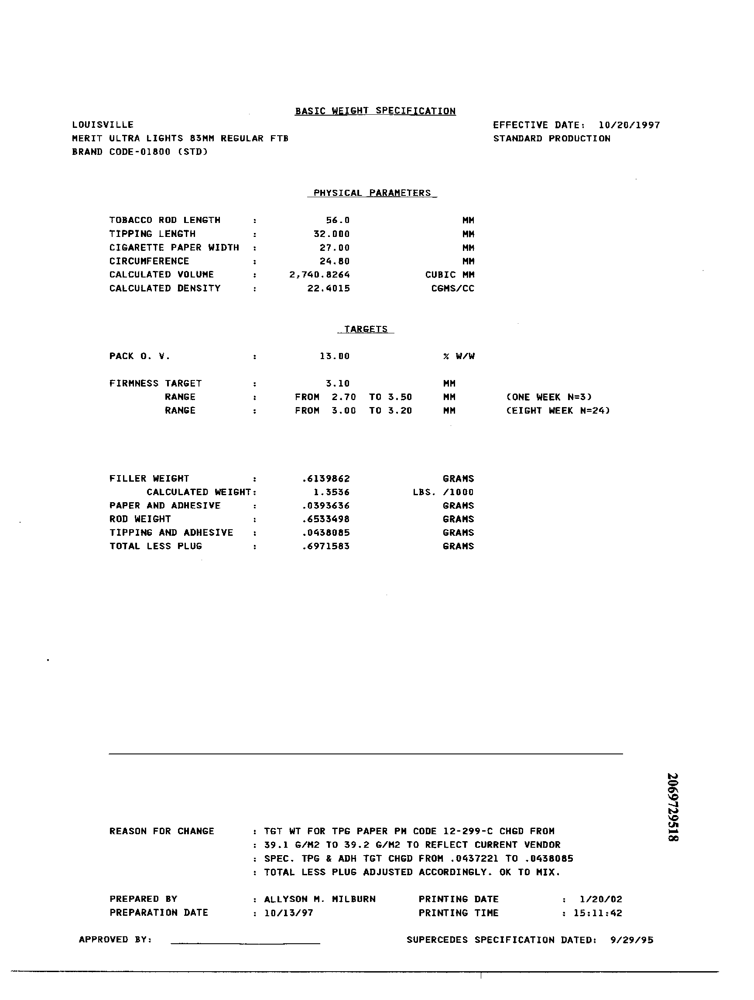 BASIC WEIGHT SPECIFICATION
LOUISVILLE EFFECTIVE DATE: 10/20/1997
MERIT ULTRA LIGHTS 83MM REGULAR FTB STANDARD PRODUCTION
BRAND CODE-01800 (STD)
PHYSICAL PARAMETERS
TOBACCO ROD LENGTH : 56.0 MM
TIPPING LENGTH : 32.000 MM
CIGARETTE PAPER WIDTH : 27.00 MM
CIRCUMFERENCE : 24.80 MM
CALCULATED VOLUME : 2,740.8264 CUBIC MM
CALCULATED DENSITY : 22.4015 CGMS/CC
TARGETS
PACK O. V. : 13.00 % W/W
FIRMNESS TARGET : 3.10 MM
RANGE : FROM 2.70 TO 3.50 MM (ONE WEEK N=3)
RANGE : FROM 3.00 TO 3.20 MM (EIGHT WEEK N=24)
FILLER WEIGHT : .6139862 GRAMS
CALCULATED WEIGHT: 1.3536 LBS. /1000
PAPER AND ADHESIVE : .0393636 GRAMS
ROD WEIGHT : .6533498 GRAMS
TIPPING AND ADHESIVE : .0438085 GRAMS
TOTAL LESS PLUG : .6971583 GRAMS
2069729518
REASON FOR CHANGE : TGT WT FOR TPG PAPER PM CODE 12-299-C CHGD FROM
: 39.1 G/M2 TO 39.2 G/M2 TO REFLECT CURRENT VENDOR
: SPEC. TPG & ADH TGT CHGD FROM .0437221 TO .0438085
: TOTAL LESS PLUG ADJUSTED ACCORDINGLY. OK TO MIX.
PREPARED BY : ALLYSON M. MILBURN PRINTING DATE : 1/20/02
PREPARATION DATE : 10/13/97 PRINTING TIME : 15:11:42
APPROVED BY: SUPERCEDES SPECIFICATION DATED: 9/29/95